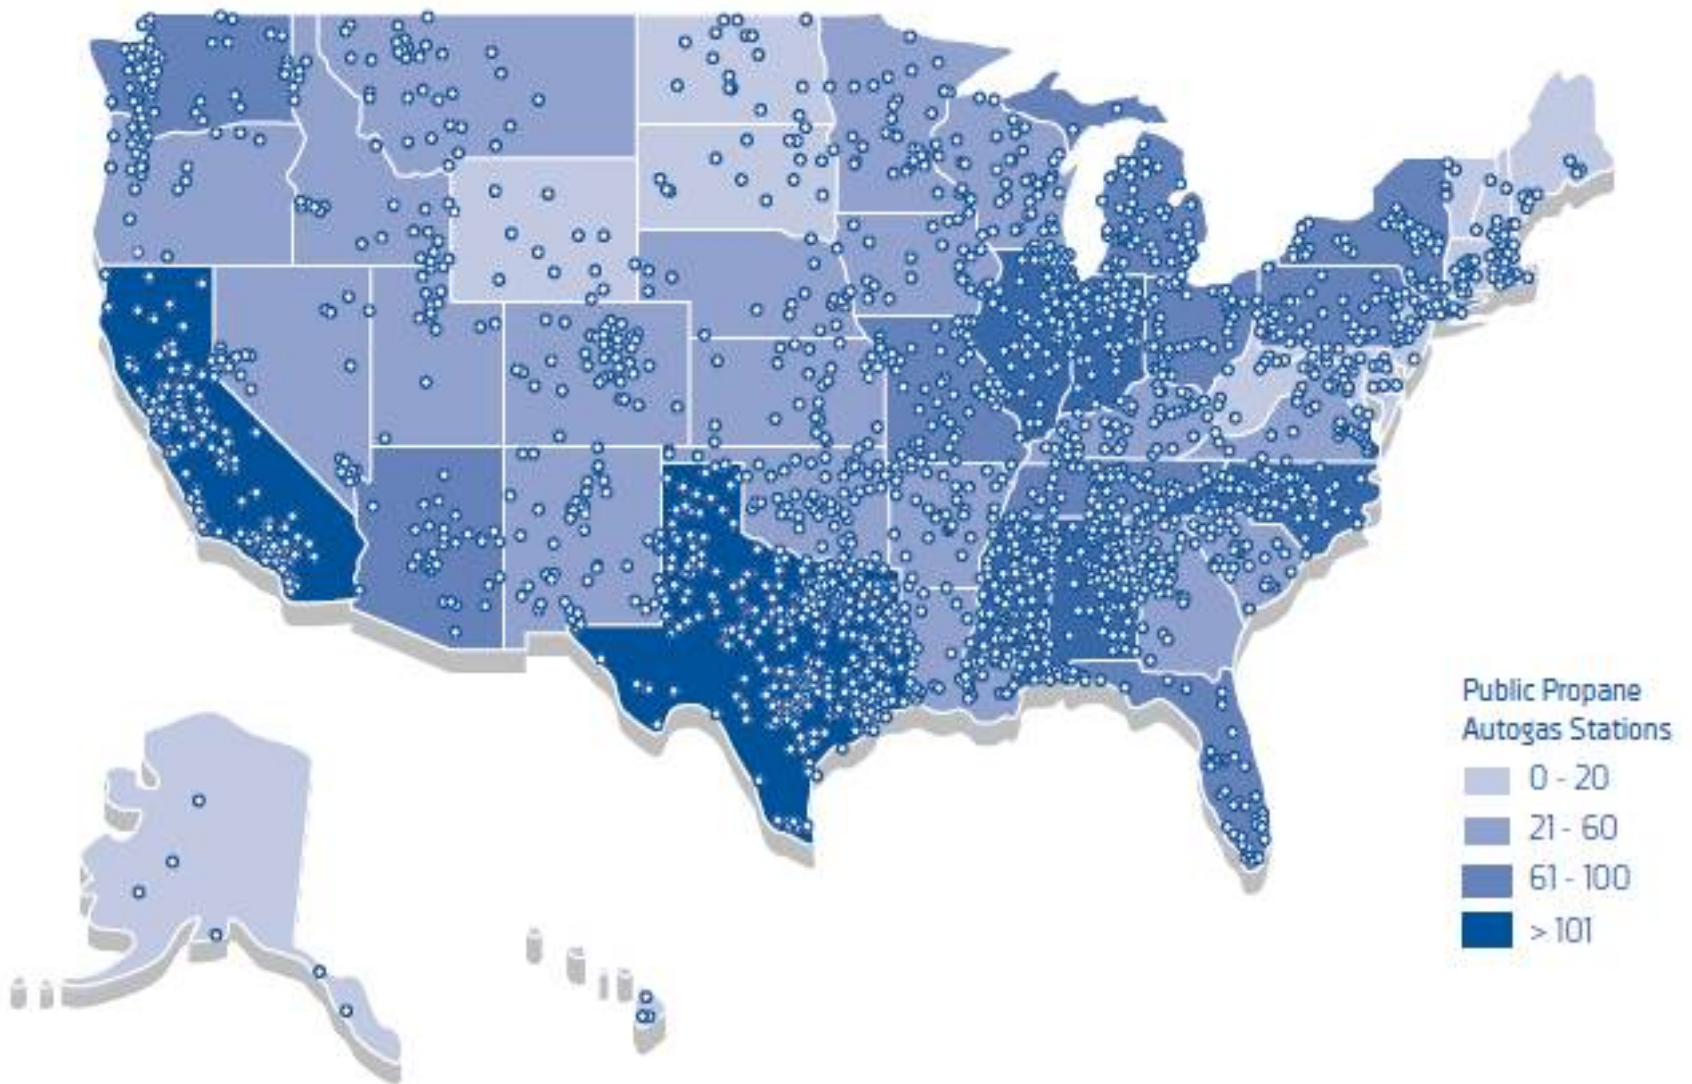 Public Propane
Autogas Stations
0 - 20
21 - 60
61 - 100
> 101